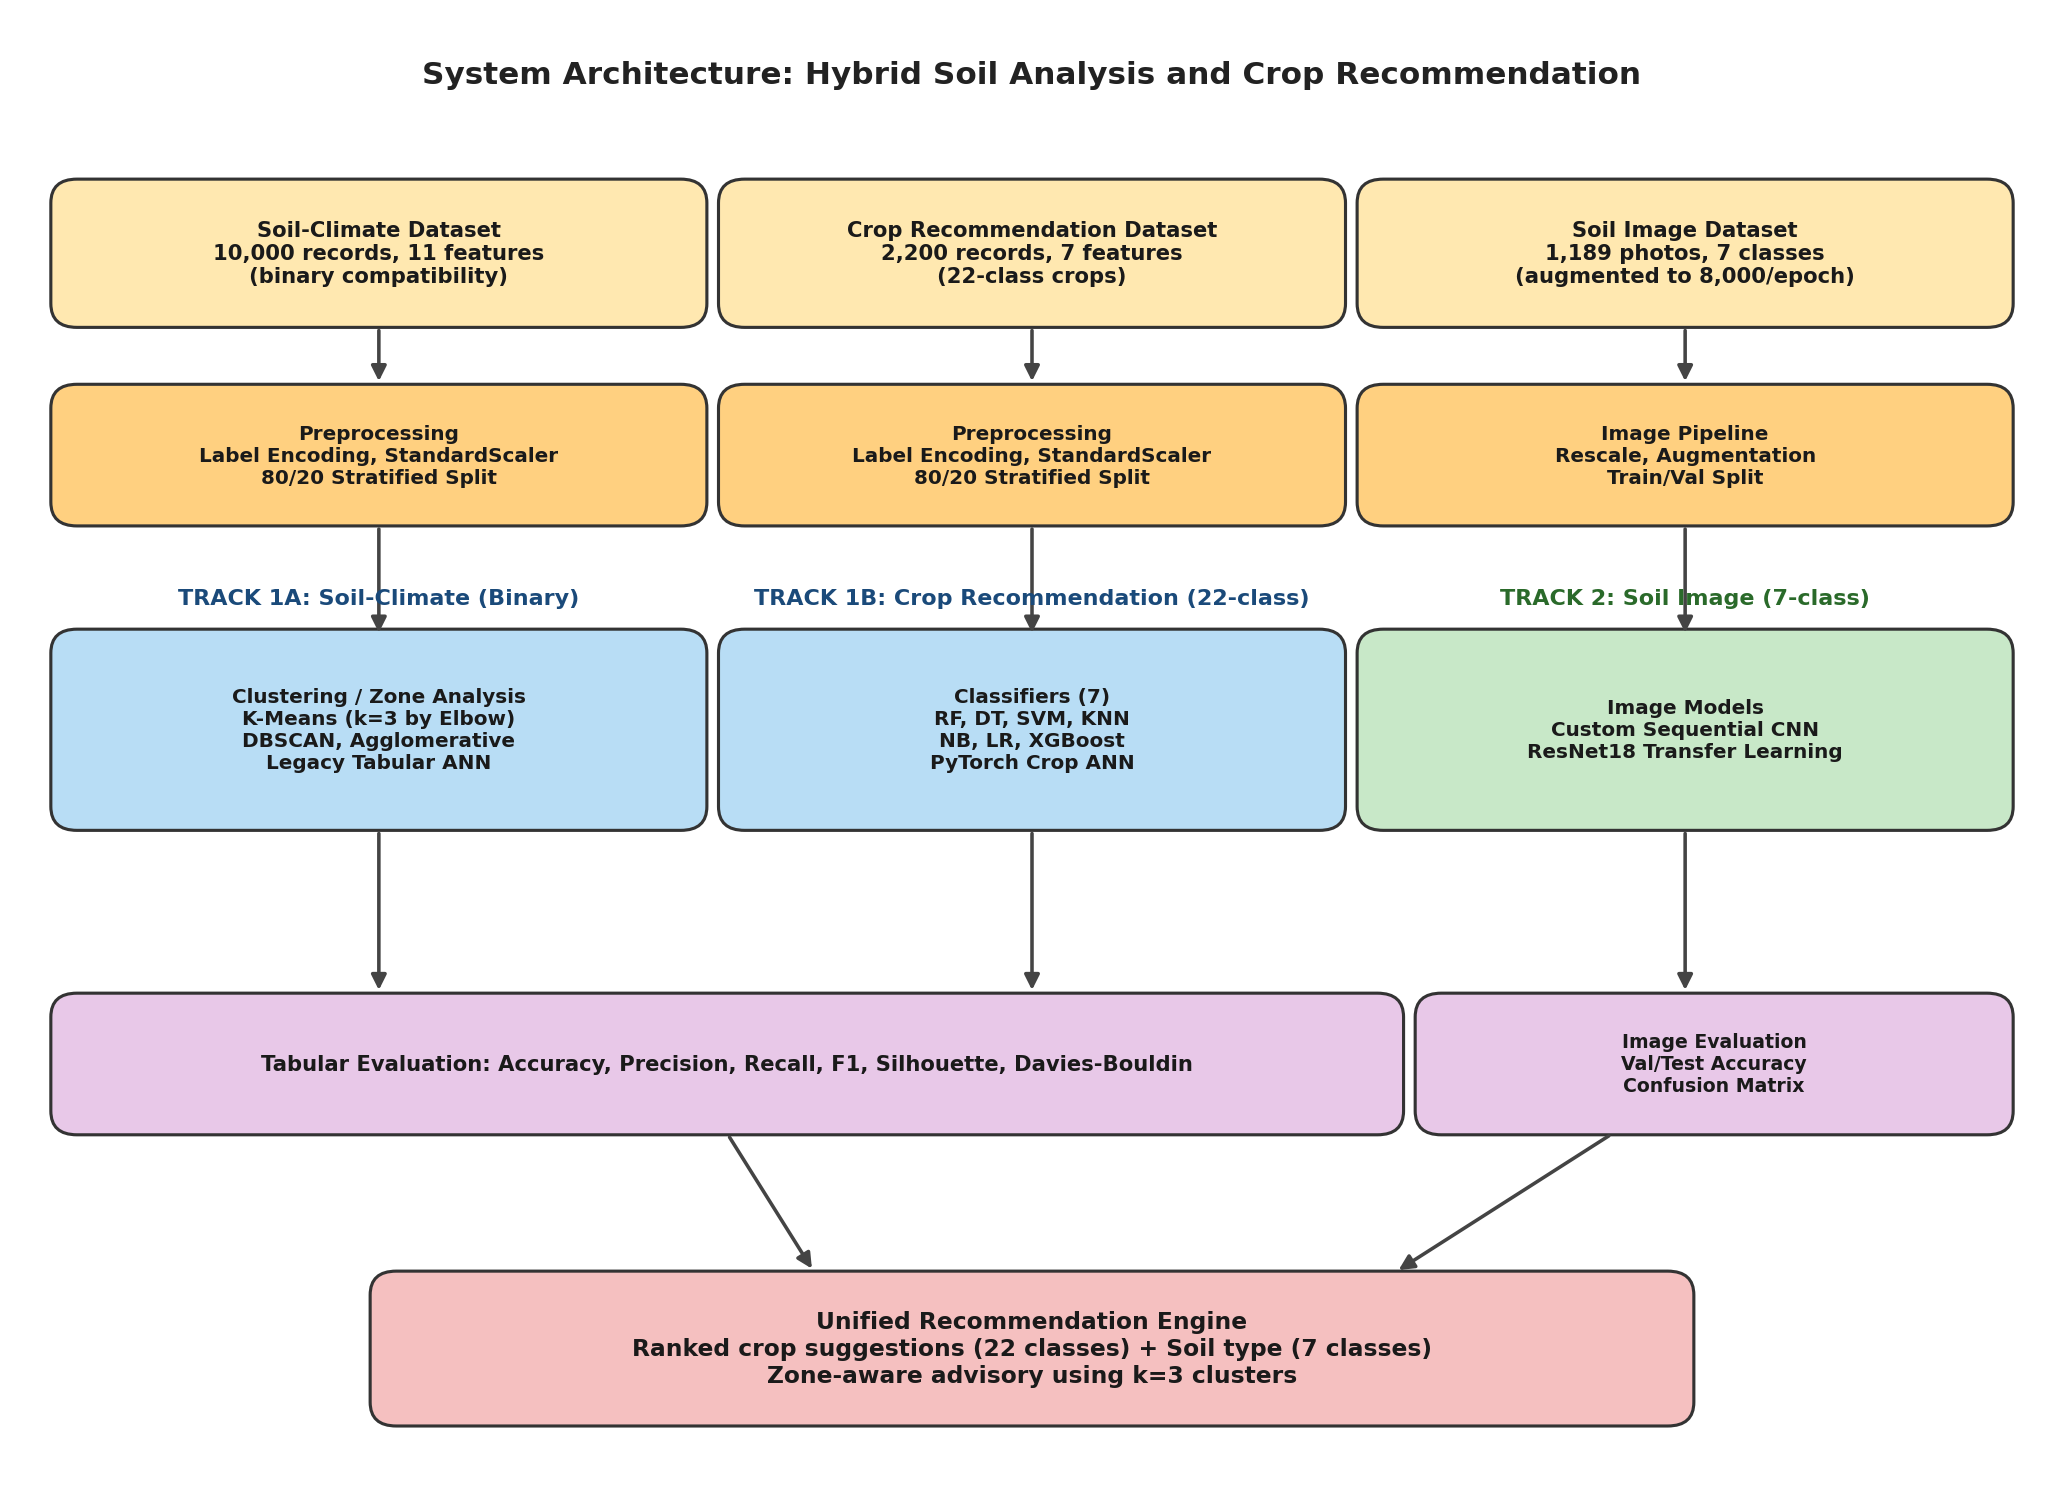 System Architecture: Hybrid Soil Analysis and Crop Recommendation
Soil-Climate Dataset
10,000 records, 11 features
(binary compatibility)
Crop Recommendation Dataset
2,200 records, 7 features
(22-class crops)
Soil Image Dataset
1,189 photos, 7 classes
(augmented to 8,000/epoch)
Preprocessing
Label Encoding, StandardScaler
80/20 Stratified Split
Preprocessing
Label Encoding, StandardScaler
80/20 Stratified Split
Image Pipeline
Rescale, Augmentation
Train/Val Split
TRACK 1A: Soil-Climate (Binary)
TRACK 1B: Crop Recommendation (22-class)
TRACK 2: Soil Image (7-class)
Clustering / Zone Analysis
K-Means (k=3 by Elbow)
DBSCAN, Agglomerative
Legacy Tabular ANN
Classifiers (7)
RF, DT, SVM, KNN
NB, LR, XGBoost
PyTorch Crop ANN
Image Models
Custom Sequential CNN
ResNet18 Transfer Learning
Tabular Evaluation: Accuracy, Precision, Recall, F1, Silhouette, Davies-Bouldin
Image Evaluation
Val/Test Accuracy
Confusion Matrix
Unified Recommendation Engine
Ranked crop suggestions (22 classes) + Soil type (7 classes)
Zone-aware advisory using k=3 clusters